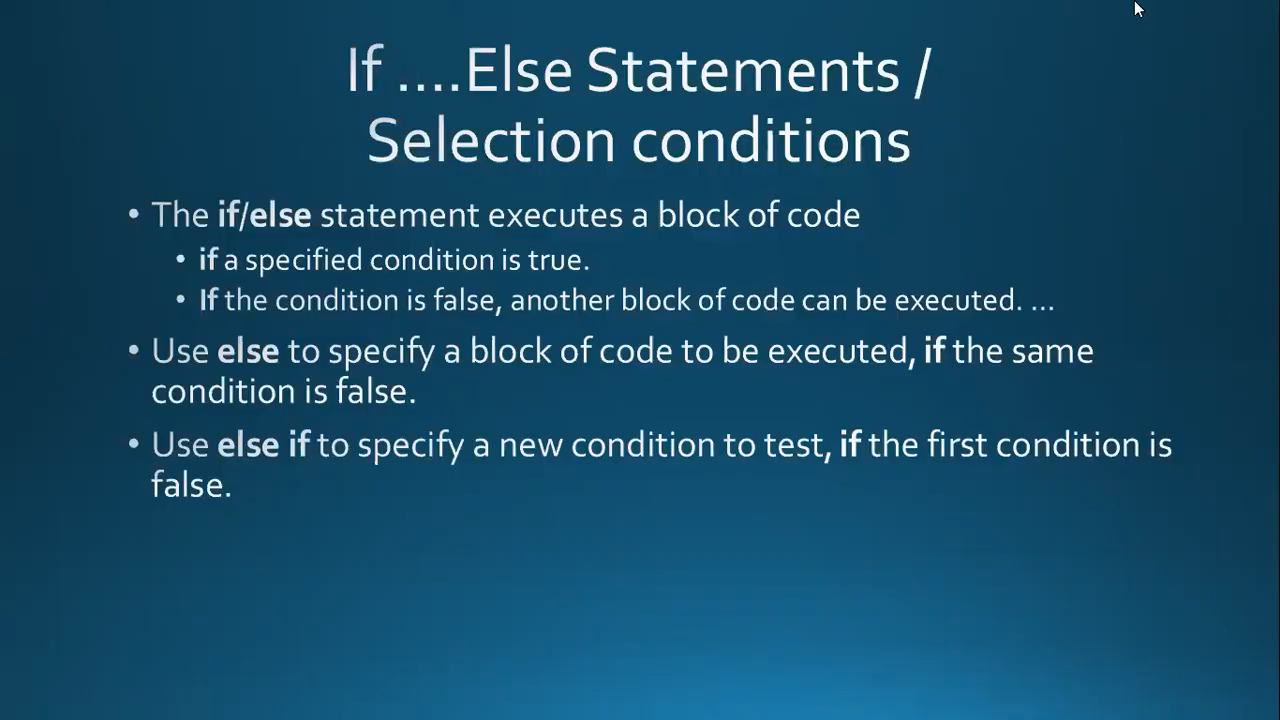 If ....Else Statements /
Selection conditions
• The if/else statement executes a block of code
• if a specified condition is true.
• If the condition is false, another block of code can be executed. ...
• Use else to specify a block of code to be executed, if the same
condition is false.
• Use else if to specify a new condition to test, if the first condition is
false.